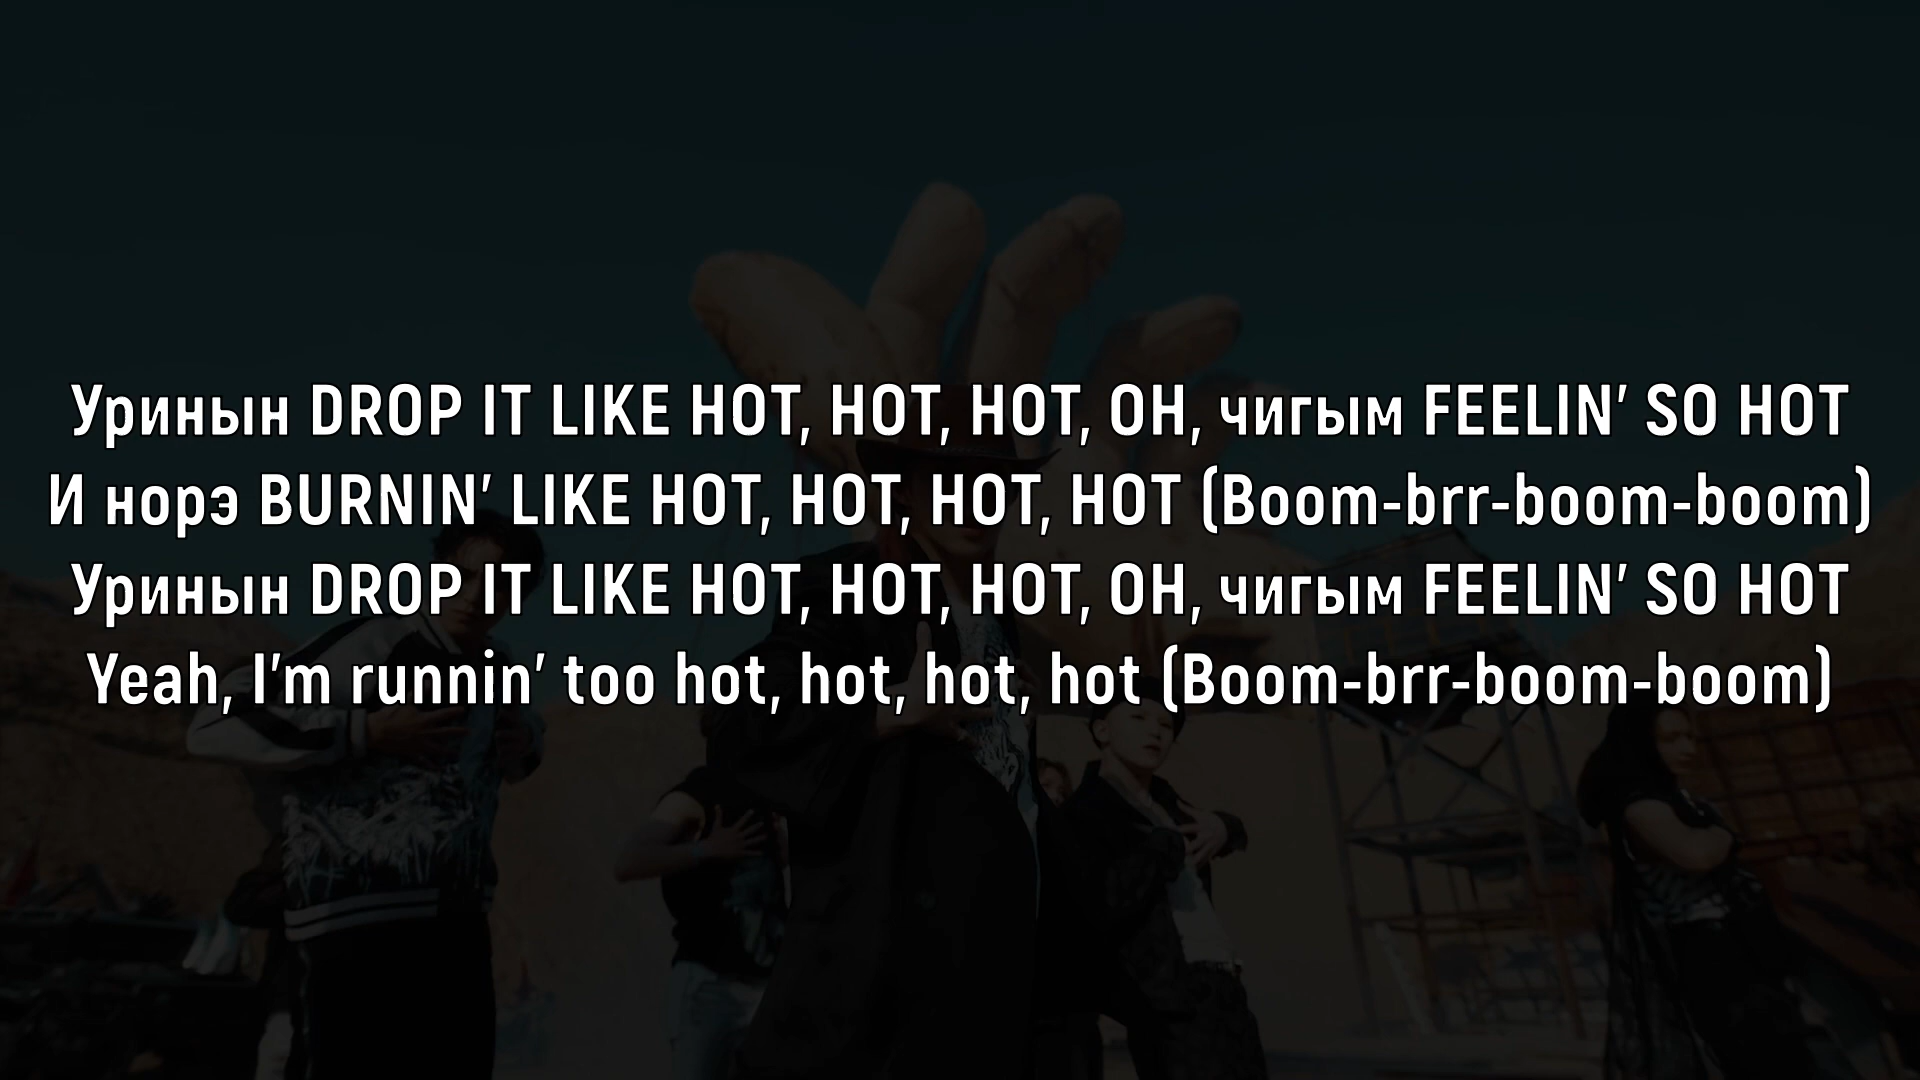 Уринын DROP IT LIKE HOT, HOT, HOT, OH, чигым FEELIN’ SO HOT
И норэ BURNIN’ LIKE HOT, HOT, HOT, HOT (Boom-brr-boom-boom)
Уринын DROP IT LIKE HOT, HOT, HOT, OH, чигым FEELIN’ SO HOT
Yeah, I’m runnin’ too hot, hot, hot, hot (Boom-brr-boom-boom)